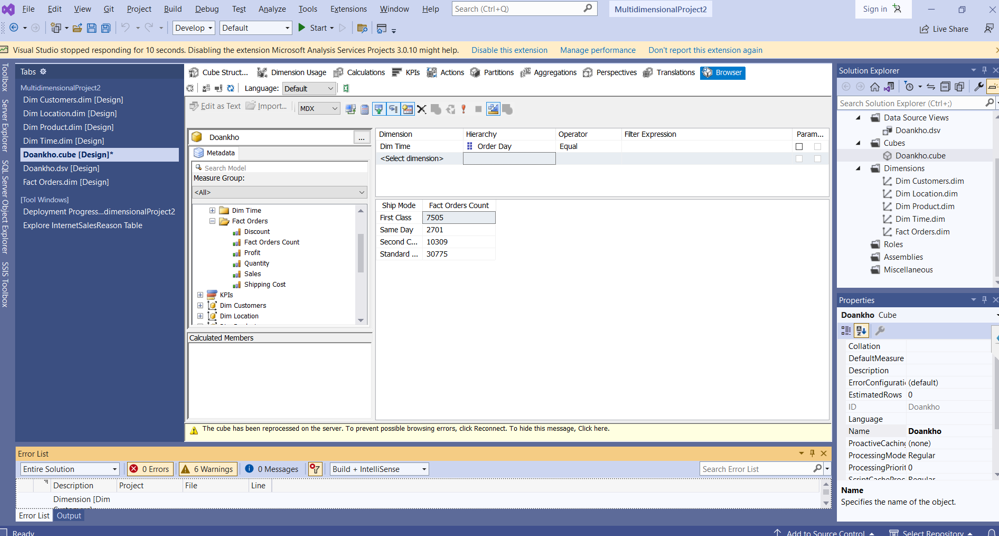 File Edit View Git Project Build Debug Test Analyze Tools Extensions Window Help Search (Ctrl+Q) MultidimensionalProject2 Sign in
Develop Default Start Live Share
Visual Studio stopped responding for 10 seconds. Disabling the extension Microsoft Analysis Services Projects 3.0.10 might help. Disable this extension Manage performance Don't report this extension again
Toolbox
Server Explorer
SQL Server Object Explorer
SSIS Toolbox
Tabs
MultidimensionalProject2
Dim Customers.dim [Design]
Dim Location.dim [Design]
Dim Product.dim [Design]
Dim Time.dim [Design]
Doankho.cube [Design]*
Doankho.dsv [Design]
Fact Orders.dim [Design]
[Tool Windows]
Deployment Progress...dimensionalProject2
Explore InternetSalesReason Table
Cube Struct... Dimension Usage Calculations KPIs Actions Partitions Aggregations Perspectives Translations Browser
Language: Default
Edit as Text Import... MDX
Doankho ...
Metadata
Search Model
Measure Group:
<All>
Dim Time
Fact Orders
Discount
Fact Orders Count
Profit
Quantity
Sales
Shipping Cost
KPIs
Dim Customers
Dim Location
Calculated Members
Dimension Hierarchy Operator Filter Expression Param...
Dim Time Order Day Equal
<Select dimension>
Ship Mode Fact Orders Count
First Class 7505
Same Day 2701
Second C... 10309
Standard ... 30775
The cube has been reprocessed on the server. To prevent possible browsing errors, click Reconnect. To hide this message, Click here.
Error List
Entire Solution 0 Errors 6 Warnings 0 Messages Build + IntelliSense Search Error List
Description Project File Line
Dimension [Dim
Error List Output
Solution Explorer
Search Solution Explorer (Ctrl+;)
Data Source Views
Doankho.dsv
Cubes
Doankho.cube
Dimensions
Dim Customers.dim
Dim Location.dim
Dim Product.dim
Dim Time.dim
Fact Orders.dim
Roles
Assemblies
Miscellaneous
Properties
Doankho Cube
Collation
DefaultMeasure
Description
ErrorConfiguratio (default)
EstimatedRows 0
ID Doankho
Language
Name Doankho
ProactiveCaching (none)
ProcessingMode Regular
ProcessingPriorit 0
ScriptCacheProc Regular
Name
Specifies the name of the object.
Ready Add to Source Control Select Repository